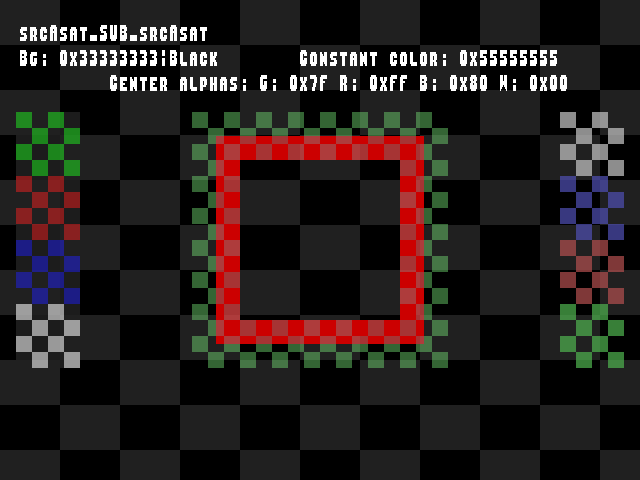 srcAsat_SUB_srcAsat
Bg: 0x33333333;Black Constant color: 0x55555555
Center alphas: G: 0x7F R: 0xFF B: 0x80 W: 0x00